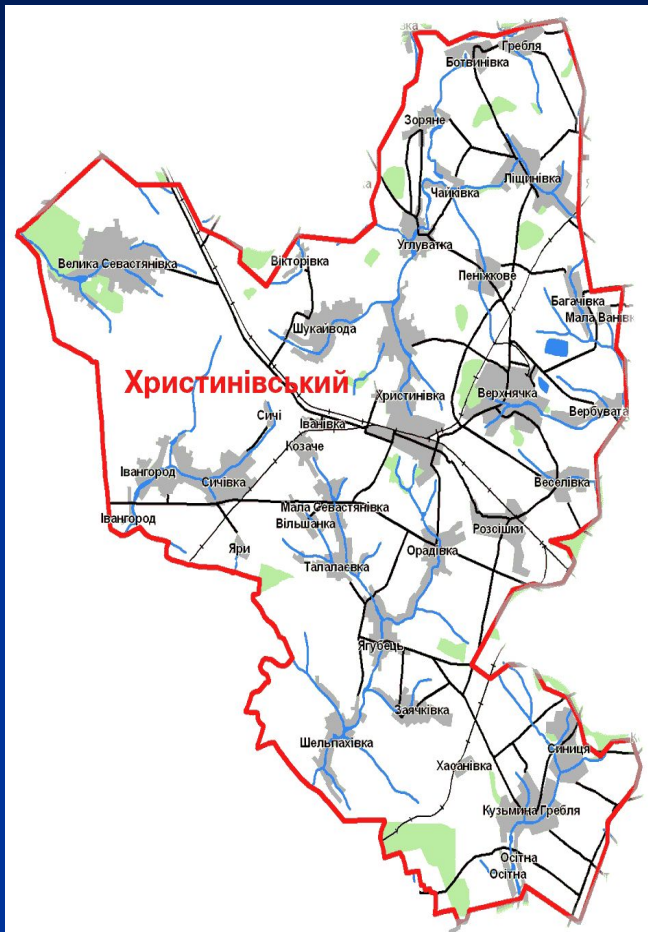 Гребля
Ботвинівка
Зоряне
Ліщинівка
Чайківка
Углуватка
Велика Севастянівка
Вікторівка
Пеніжкове
Багачівка
Мала Ванівк
Шукайвода
Христинівський
Христинівка
Верхнячка
Вербувата
Сичі
Іванівка
Козаче
Івангород
Сичівка
Веселівка
Івангород
Мала Севастянівка
Вільшанка
Розсішки
Яри
Орадівка
Талалаєвка
Ягубець
Заячківка
Шельпахівка
Синиця
Хасанівка
Кузьмина Гребля
Осітна
Осітна